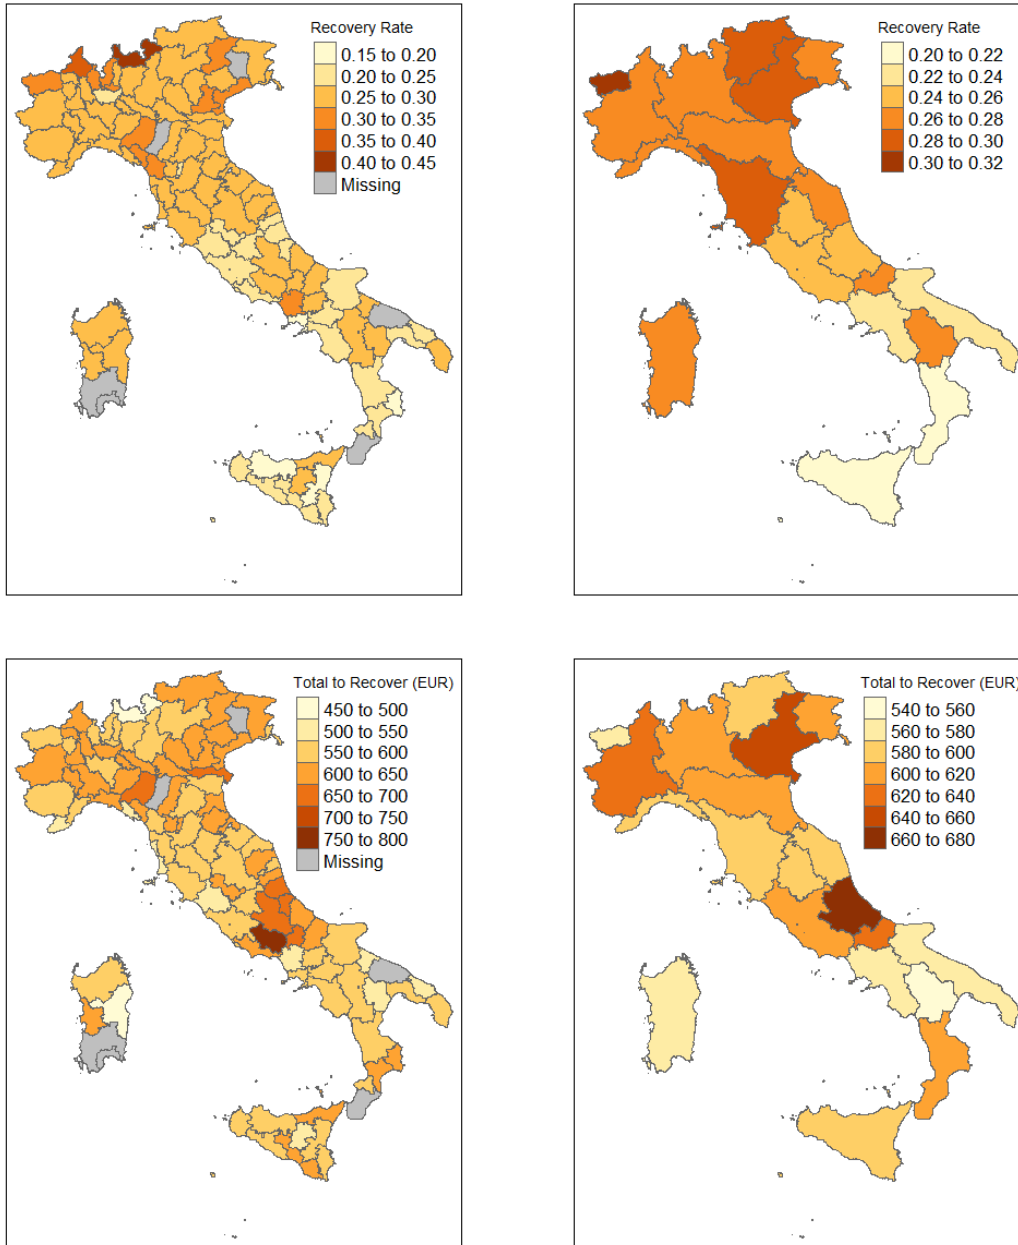 Recovery Rate
0.15 to 0.20
0.20 to 0.25
0.25 to 0.30
0.30 to 0.35
0.35 to 0.40
0.40 to 0.45
Missing
Recovery Rate
0.20 to 0.22
0.22 to 0.24
0.24 to 0.26
0.26 to 0.28
0.28 to 0.30
0.30 to 0.32
Total to Recover (EUR)
450 to 500
500 to 550
550 to 600
600 to 650
650 to 700
700 to 750
750 to 800
Missing
Total to Recover (EUR)
540 to 560
560 to 580
580 to 600
600 to 620
620 to 640
640 to 660
660 to 680